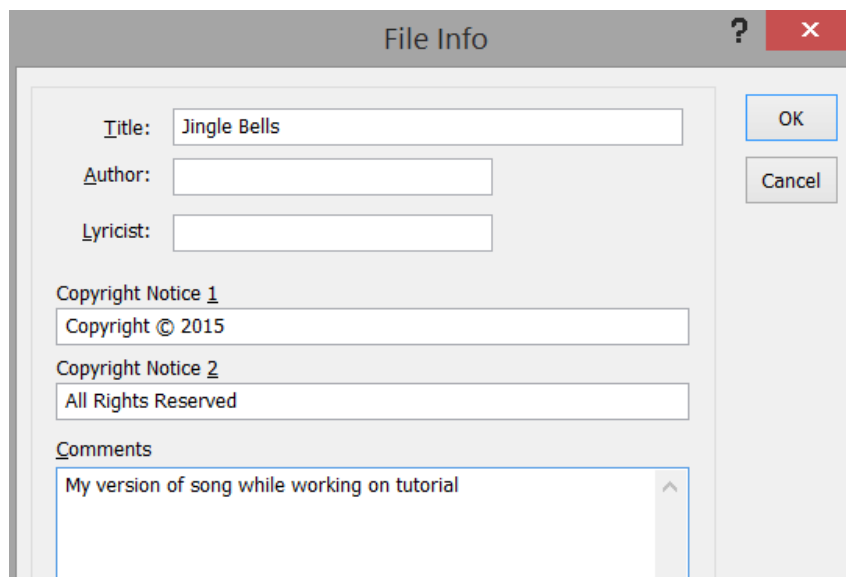 File Info
?
Title: Jingle Bells
OK
Author:
Cancel
Lyricist:
Copyright Notice 1
Copyright © 2015
Copyright Notice 2
All Rights Reserved
Comments
My version of song while working on tutorial